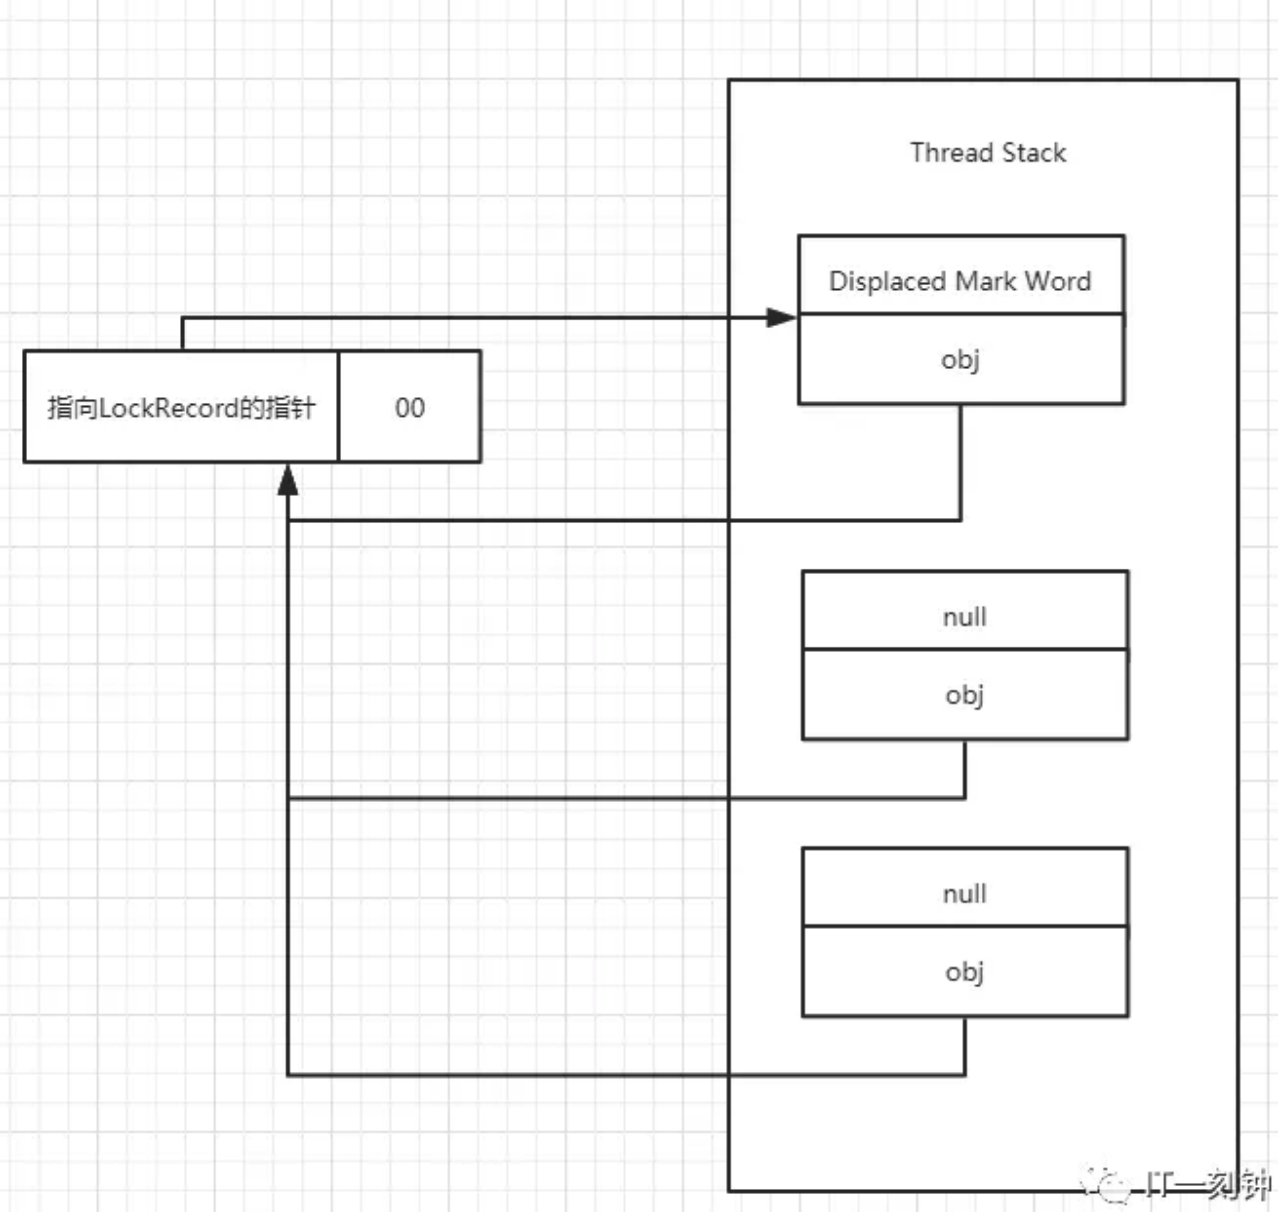 Thread Stack
Displaced Mark Word
obj
指向LockRecord的指针
00
null
obj
null
obj
IT一刻钟